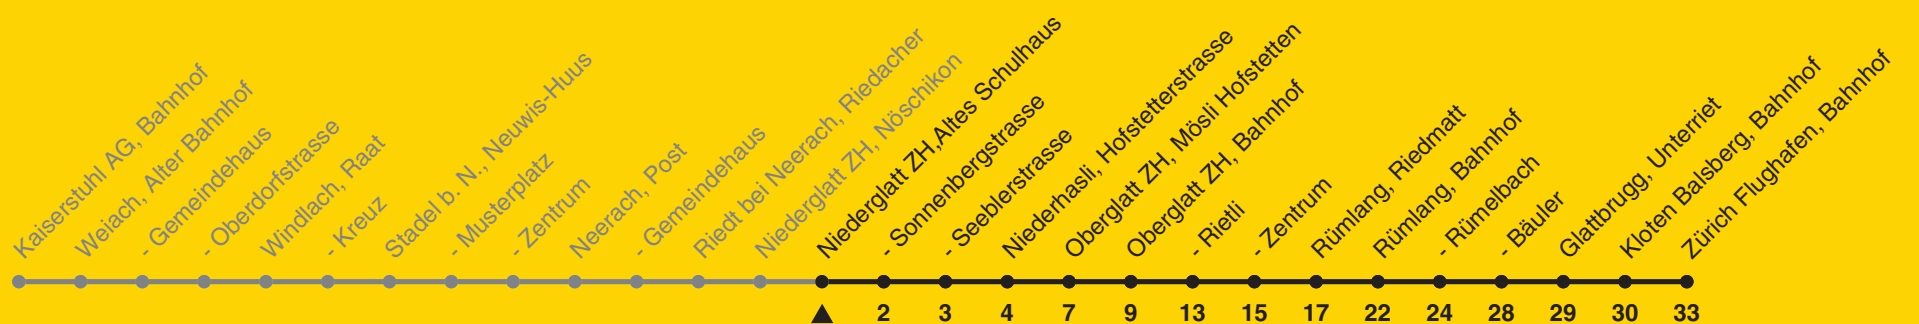 Kaiserstuhl AG, Bahnhof
Weiach, Alter Bahnhof
- Gemeindehaus
- Oberdorfstrasse
Windlach, Raat
- Kreuz
Stadel b. N., Neuwis-Huus
- Musterplatz
- Zentrum
Neerach, Post
- Gemeindehaus
Riedt bei Neerach, Riedacher
Niederglatt ZH, Nöschikon
Niederglatt ZH,Altes Schulhaus
- Sonnenbergstrasse
- Seeblerstrasse
Niederhasli, Hofstetterstrasse
Oberglatt ZH, Mösli Hofstetten
Oberglatt ZH, Bahnhof
- Rietli
- Zentrum
Rümlang, Riedmatt
Rümlang, Bahnhof
- Rümelbach
- Bäuler
Glattbrugg, Unterriet
Kloten Balsberg, Bahnhof
Zürich Flughafen, Bahnhof
2 3 4 7 9 13 15 17 22 24 28 29 30 33